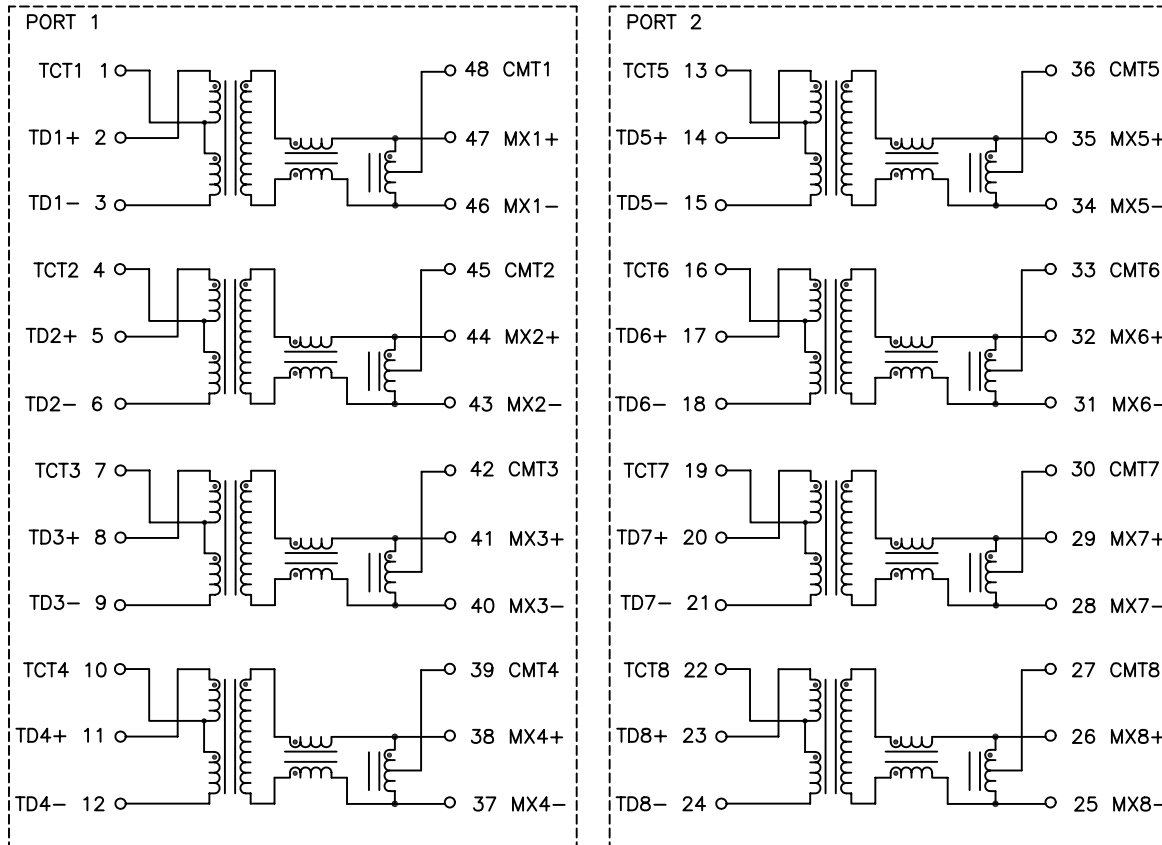 PORT 1
TCT1 1
48 CMT1
TD1+ 2
47 MX1+
TD1− 3
46 MX1−
TCT2 4
45 CMT2
TD2+ 5
44 MX2+
TD2− 6
43 MX2−
TCT3 7
42 CMT3
TD3+ 8
41 MX3+
TD3− 9
40 MX3−
TCT4 10
39 CMT4
TD4+ 11
38 MX4+
TD4− 12
37 MX4−
PORT 2
TCT5 13
36 CMT5
TD5+ 14
35 MX5+
TD5− 15
34 MX5−
TCT6 16
33 CMT6
TD6+ 17
32 MX6+
TD6− 18
31 MX6−
TCT7 19
30 CMT7
TD7+ 20
29 MX7+
TD7− 21
28 MX7−
TCT8 22
27 CMT8
TD8+ 23
26 MX8+
TD8− 24
25 MX8−